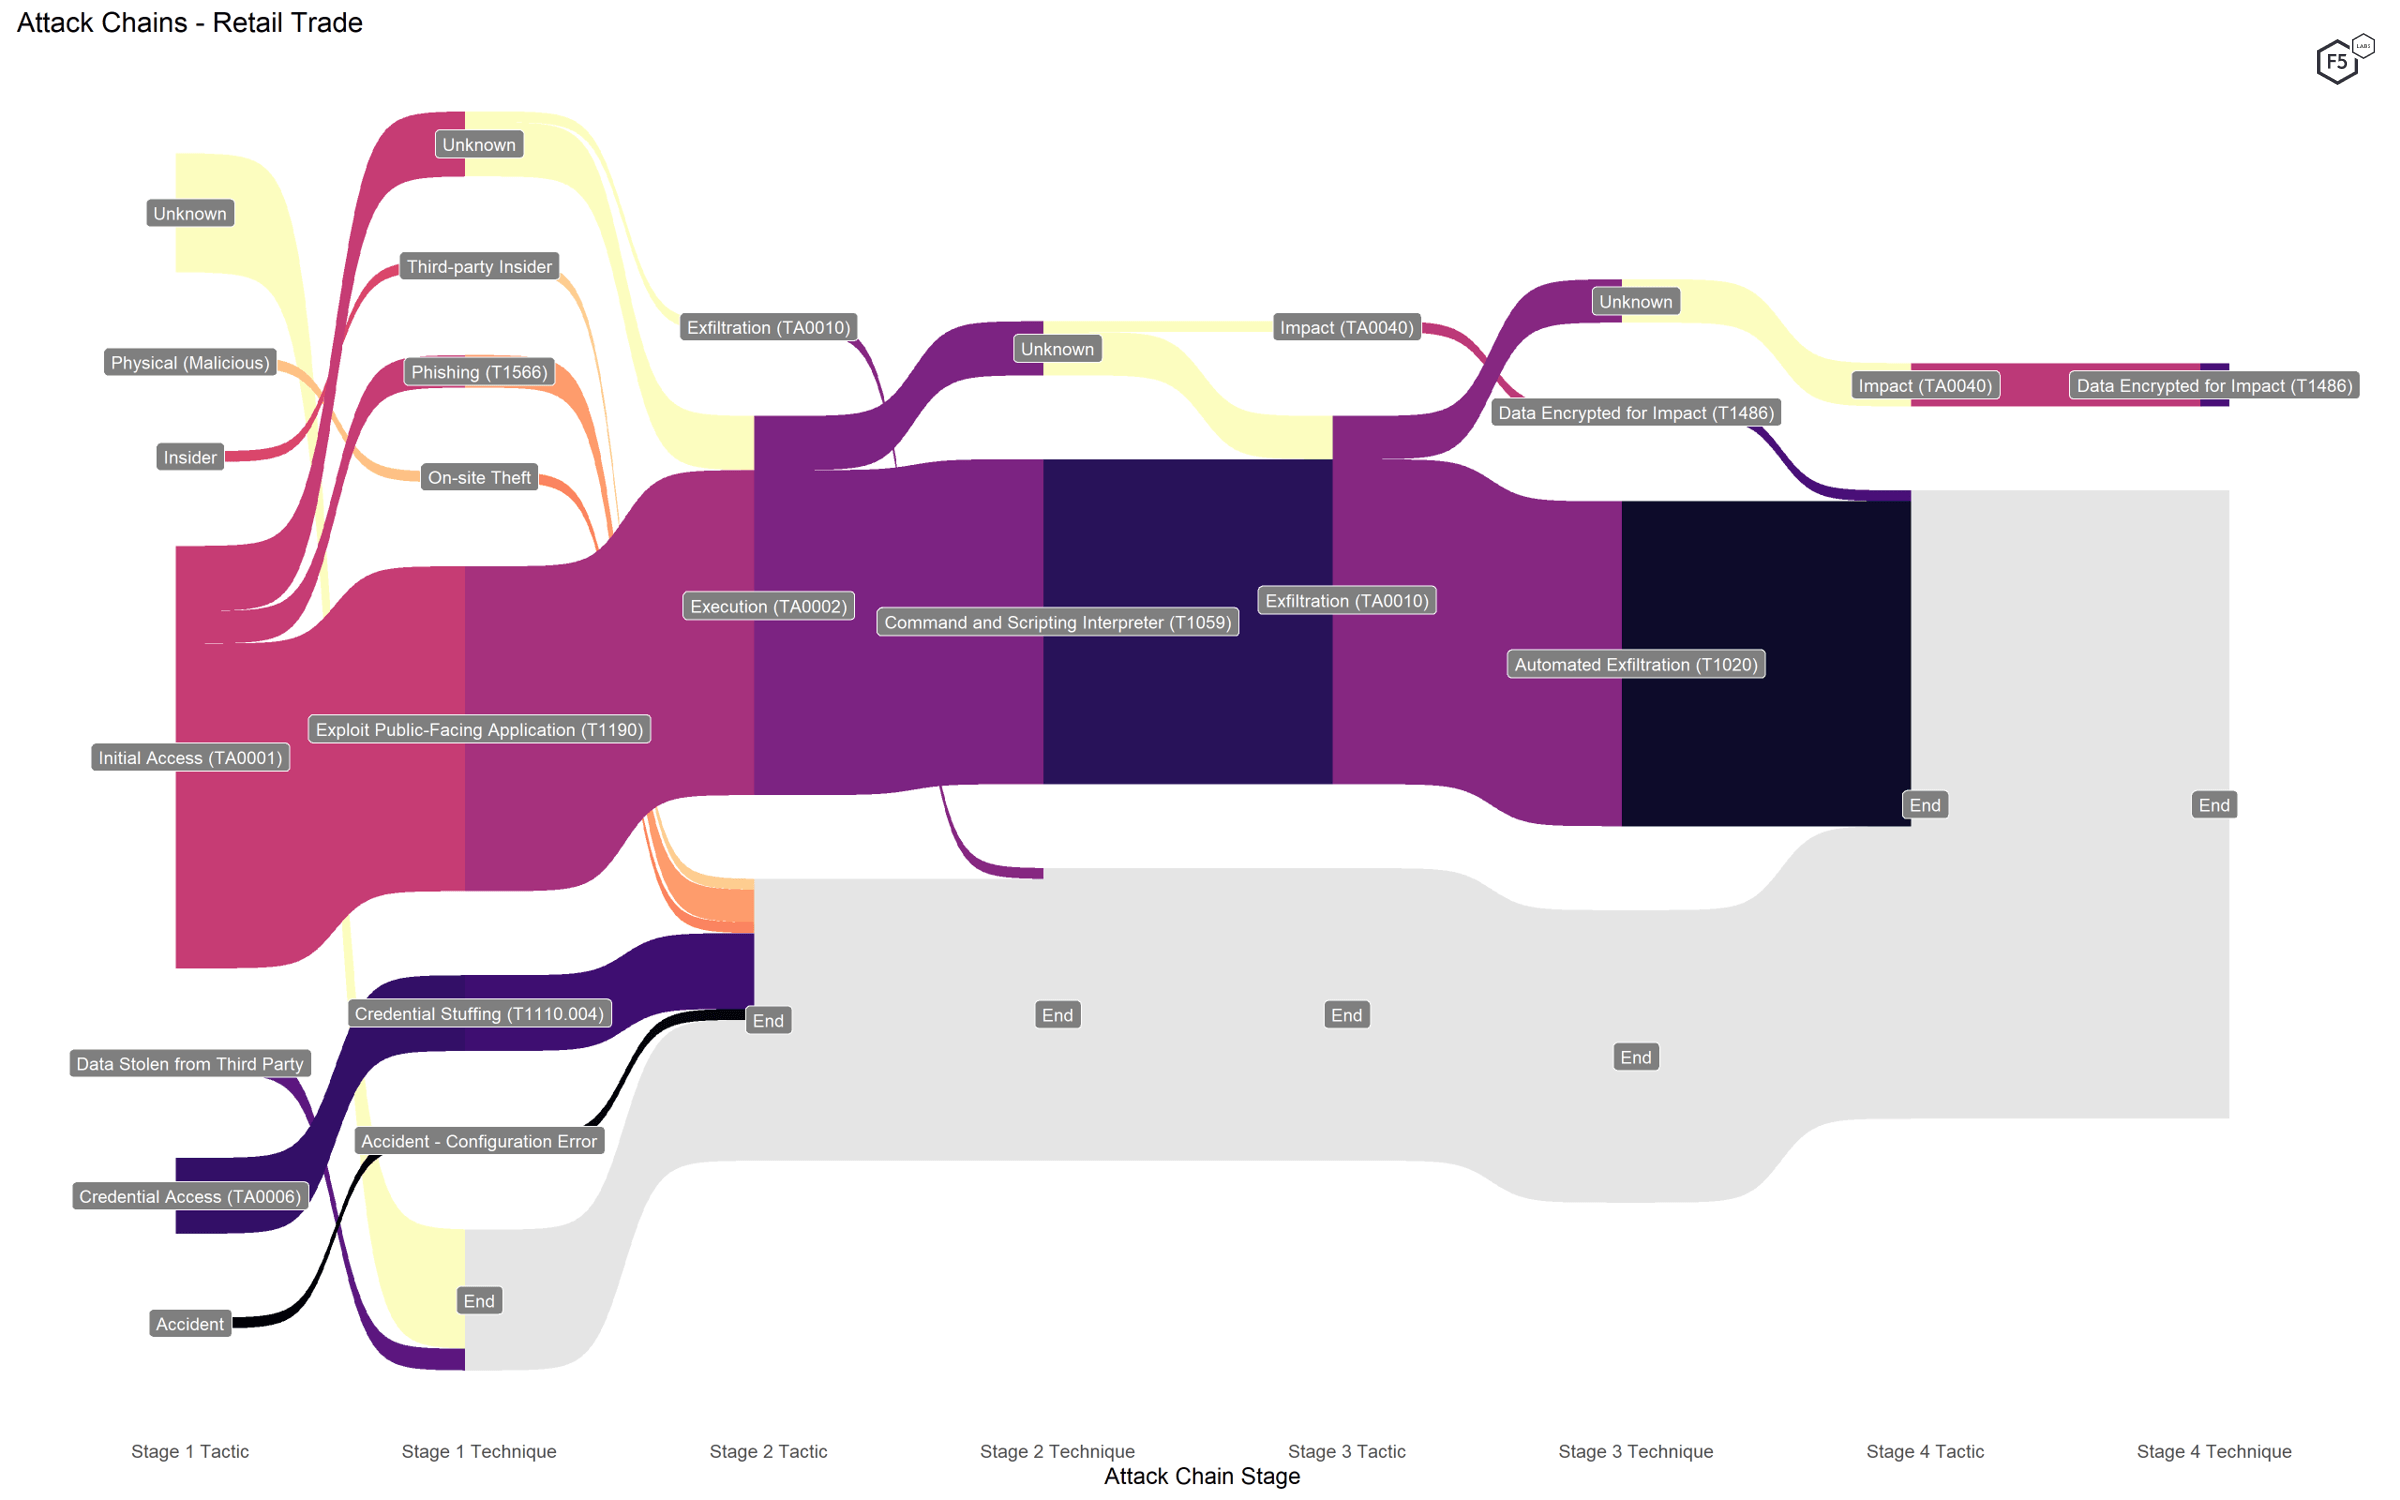 Attack Chains - Retail Trade
F5
LABS
Unknown
Physical (Malicious)
Insider
Initial Access (TA0001)
Data Stolen from Third Party
Credential Access (TA0006)
Accident
Unknown
Third-party Insider
Phishing (T1566)
On-site Theft
Exploit Public-Facing Application (T1190)
Credential Stuffing (T1110.004)
Accident - Configuration Error
End
Exfiltration (TA0010)
Execution (TA0002)
End
Unknown
Command and Scripting Interpreter (T1059)
End
Impact (TA0040)
Exfiltration (TA0010)
End
Unknown
Data Encrypted for Impact (T1486)
Automated Exfiltration (T1020)
End
Impact (TA0040)
End
Data Encrypted for Impact (T1486)
End
Stage 1 Tactic
Stage 1 Technique
Stage 2 Tactic
Stage 2 Technique
Stage 3 Tactic
Stage 3 Technique
Stage 4 Tactic
Stage 4 Technique
Attack Chain Stage